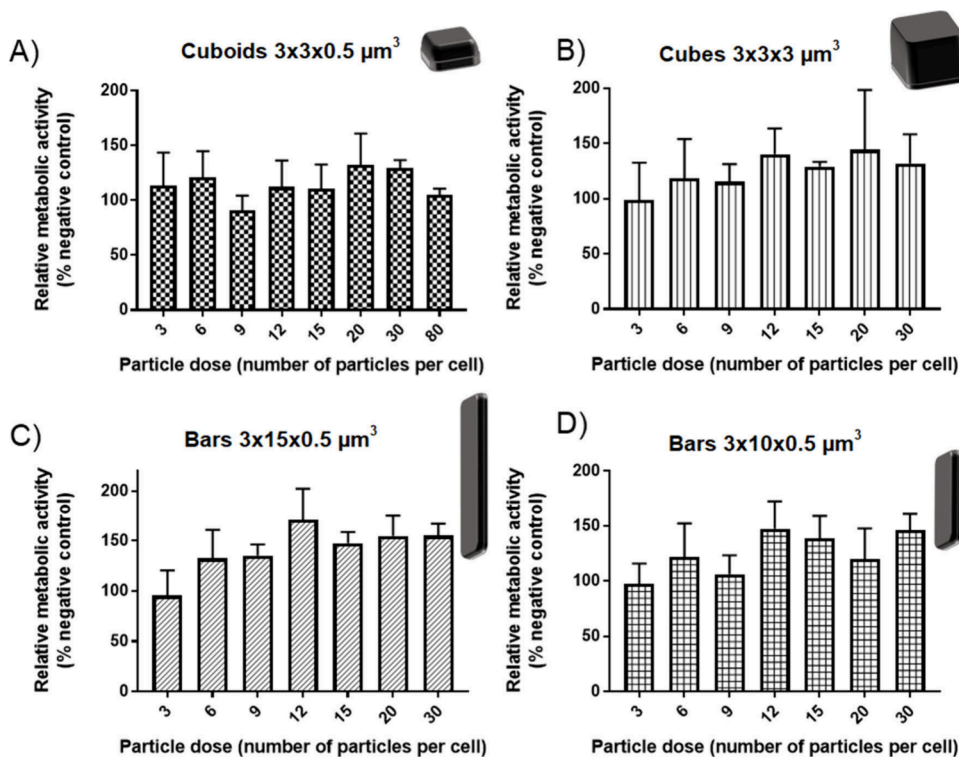 A)
Cuboids 3x3x0.5 µm³
Relative metabolic activity
(% negative control)
200
150
100
50
0
3 6 9 12 15 20 30 80
Particle dose (number of particles per cell)
B)
Cubes 3x3x3 µm³
Relative metabolic activity
(% negative control)
200
150
100
50
0
3 6 9 12 15 20 30
Particle dose (number of particles per cell)
C)
Bars 3x15x0.5 µm³
Relative metabolic activity
(% negative control)
200
150
100
50
0
3 6 9 12 15 20 30
Particle dose (number of particles per cell)
D)
Bars 3x10x0.5 µm³
Relative metabolic activity
(% negative control)
200
150
100
50
0
3 6 9 12 15 20 30
Particle dose (number of particles per cell)